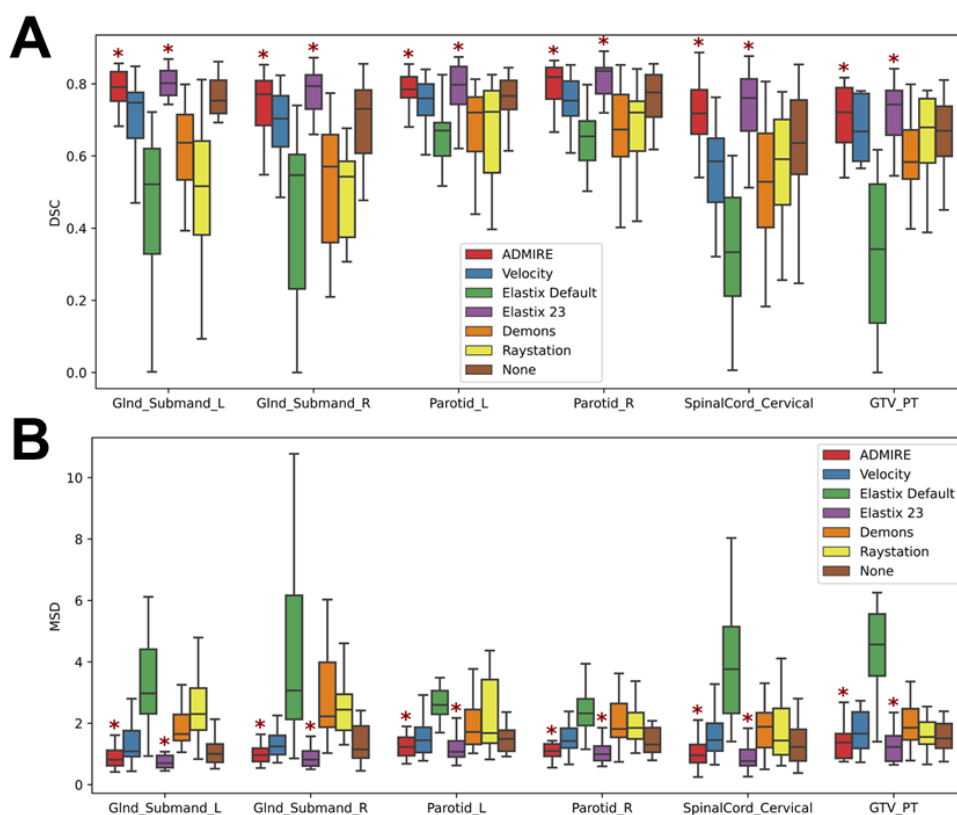 A
* * * * * * * * * * * *
0.8
0.6
0.4
0.2
0.0
DSC
ADMIRE
Velocity
Elastix Default
Elastix 23
Demons
Raystation
None
Glnd_Submand_L Glnd_Submand_R Parotid_L Parotid_R SpinalCord_Cervical GTV_PT
B
10
8
6
4
2
0
MSD
ADMIRE
Velocity
Elastix Default
Elastix 23
Demons
Raystation
None
* * * * * * * * * * * *
Glnd_Submand_L Glnd_Submand_R Parotid_L Parotid_R SpinalCord_Cervical GTV_PT